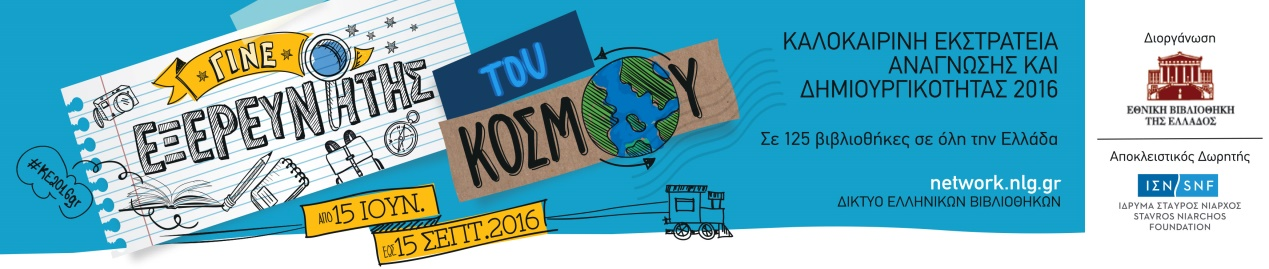 ΓΙΝΕ
ΕΞΕΡΕΥΝΗΤΗΣ
ΤΟΥ
ΚΟΣΜΟΥ
#ΚΕ2016gr
ΑΠΟ 15 ΙΟΥΝ.
ΕΩΣ 15 ΣΕΠΤ.2016
ΚΑΛΟΚΑΙΡΙΝΗ ΕΚΣΤΡΑΤΕΙΑ
ΑΝΑΓΝΩΣΗΣ ΚΑΙ
ΔΗΜΙΟΥΡΓΙΚΟΤΗΤΑΣ 2016
Σε 125 βιβλιοθήκες σε όλη την Ελλάδα
network.nlg.gr
ΔΙΚΤΥΟ ΕΛΛΗΝΙΚΩΝ ΒΙΒΛΙΟΘΗΚΩΝ
Διοργάνωση
ΕΘΝΙΚΗ ΒΙΒΛΙΟΘΗΚΗ
ΤΗΣ ΕΛΛΑΔΟΣ
Αποκλειστικός Δωρητής
ΙΣΝ/SNF
ΙΔΡΥΜΑ ΣΤΑΥΡΟΣ ΝΙΑΡΧΟΣ
STAVROS NIARCHOS
FOUNDATION